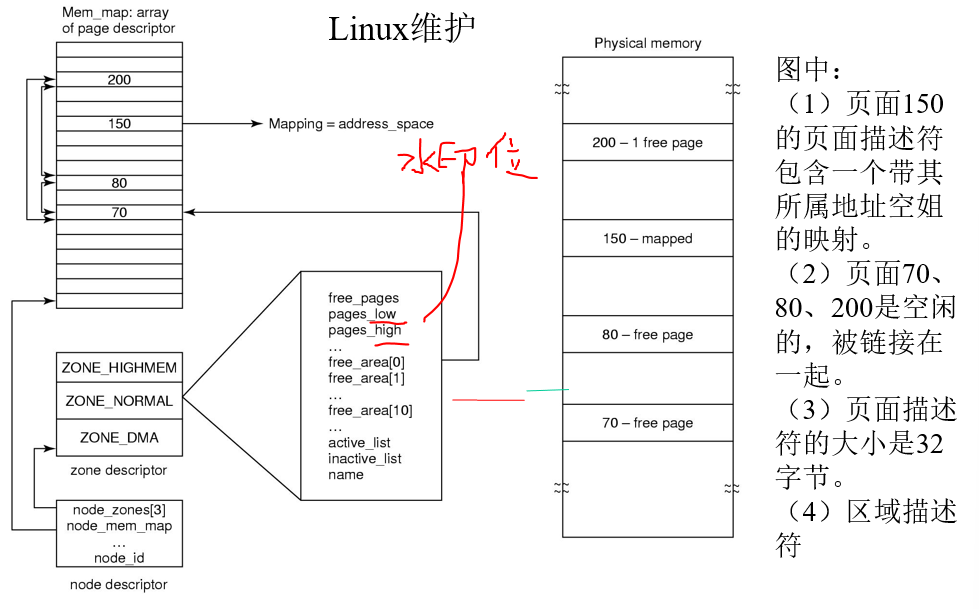 Linux维护
Mem_map: array
of page descriptor
200
150
80
70
Mapping = address_space
水印位
free_pages
pages_low
pages_high
…
free_area[0]
free_area[1]
…
free_area[10]
…
active_list
inactive_list
name
ZONE_HIGHMEM
ZONE_NORMAL
ZONE_DMA
zone descriptor
node_zones[3]
node_mem_map
…
node_id
node descriptor
Physical memory
200 – 1 free page
150 – mapped
80 – free page
70 – free page
图中：
（1）页面150
的页面描述符
包含一个带其
所属地址空姐
的映射。
（2）页面70、
80、200是空闲
的，被链接在
一起。
（3）页面描述
符的大小是32
字节。
（4）区域描述
符